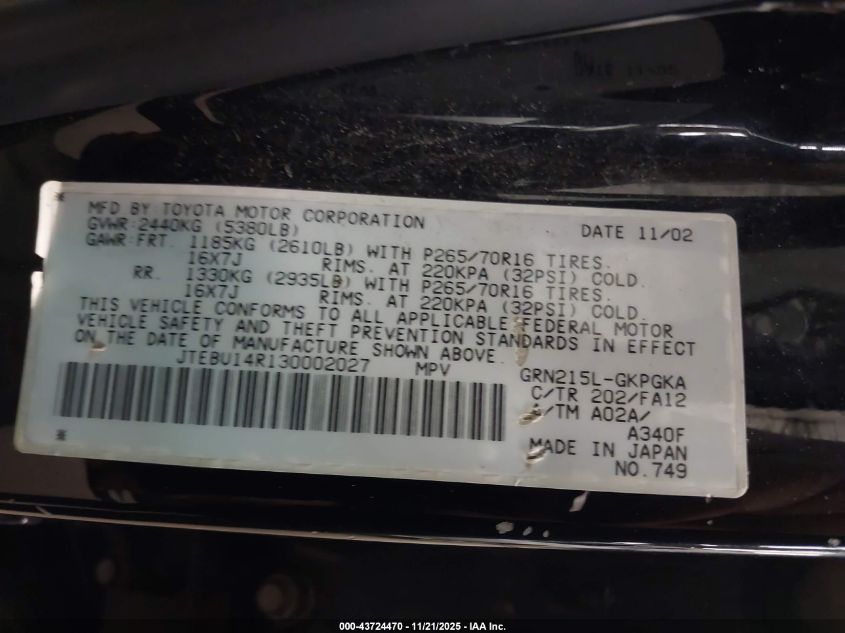 MFD BY TOYOTA MOTOR CORPORATION DATE 11/02
GVWR:2440KG (5380LB)
GAWR:FRT. 1185KG (2610LB) WITH P265/70R16 TIRES.
16X7J RIMS. AT 220KPA (32PSI) COLD.
RR. 1330KG (2935LB) WITH P265/70R16 TIRES.
16X7J RIMS. AT 220KPA (32PSI) COLD.
THIS VEHICLE CONFORMS TO ALL APPLICABLE FEDERAL MOTOR
VEHICLE SAFETY AND THEFT PREVENTION STANDARDS IN EFFECT
ON THE DATE OF MANUFACTURE SHOWN ABOVE.
JTEBU14R130002027 MPV GRN215L-GKPGKA
C/TR 202/FA12
/TM A02A/
A340F
MADE IN JAPAN
NO.749
000-43724470 - 11/21/2025 - IAA Inc.